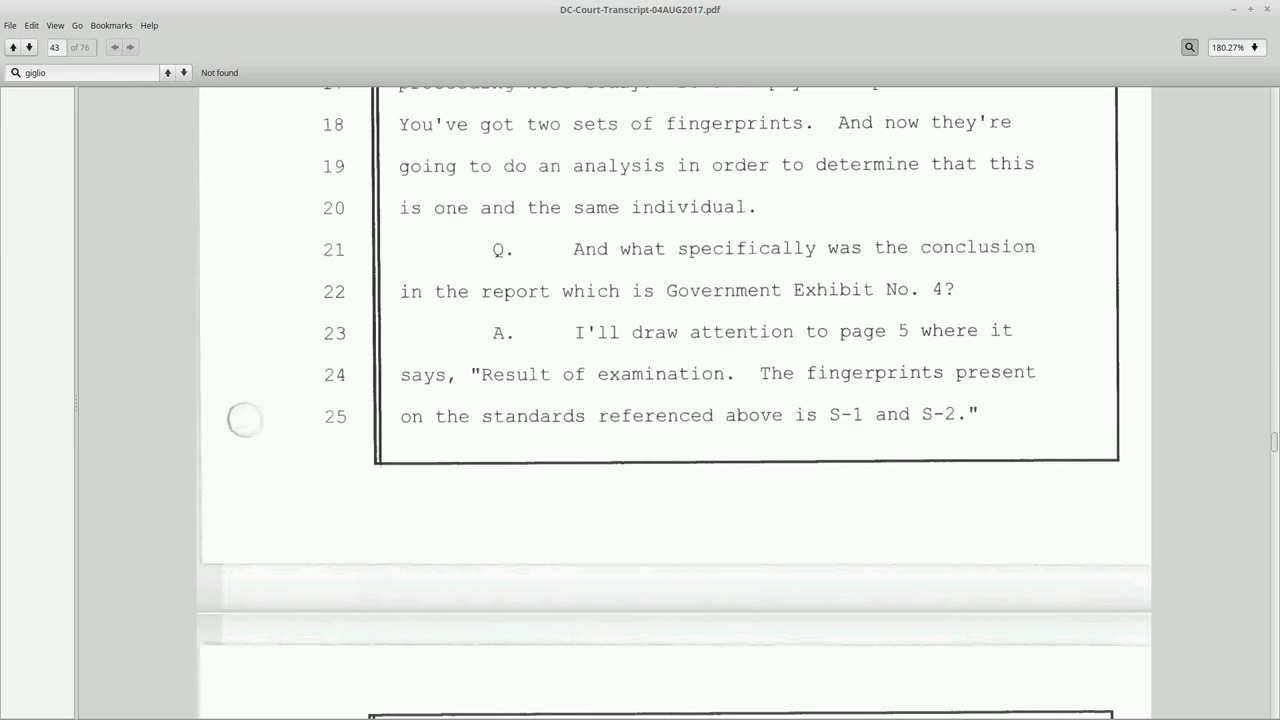 DC-Court-Transcript-04AUG2017.pdf
File Edit View Go Bookmarks Help
43 of 76
180.27%
giglio
Not found
18 You've got two sets of fingerprints. And now they're
19 going to do an analysis in order to determine that this
20 is one and the same individual.
21 Q. And what specifically was the conclusion
22 in the report which is Government Exhibit No. 4?
23 A. I'll draw attention to page 5 where it
24 says, "Result of examination. The fingerprints present
25 on the standards referenced above is S-1 and S-2."